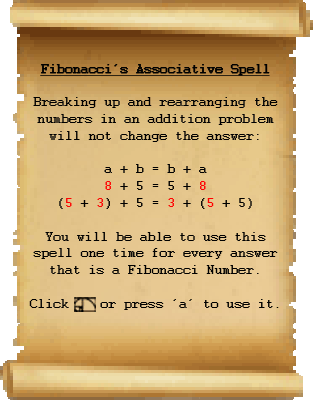 Fibonacci´s Associative Spell
Breaking up and rearranging the
numbers in an addition problem
will not change the answer:
a + b = b + a
8 + 5 = 5 + 8
(5 + 3) + 5 = 3 + (5 + 5)
You will be able to use this
spell one time for every answer
that is a Fibonacci Number.
Click or press ´a´ to use it.